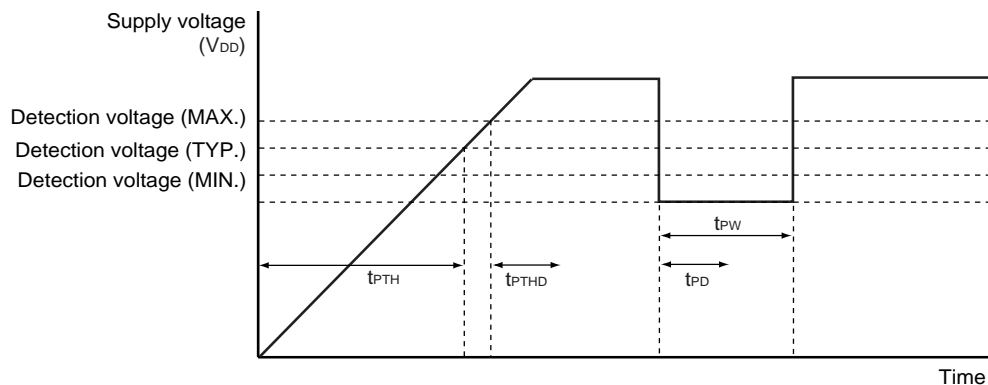 Supply voltage
(VDD)
Detection voltage (MAX.)
Detection voltage (TYP.)
Detection voltage (MIN.)
tPW
tPTH
tPTHD
tPD
Time